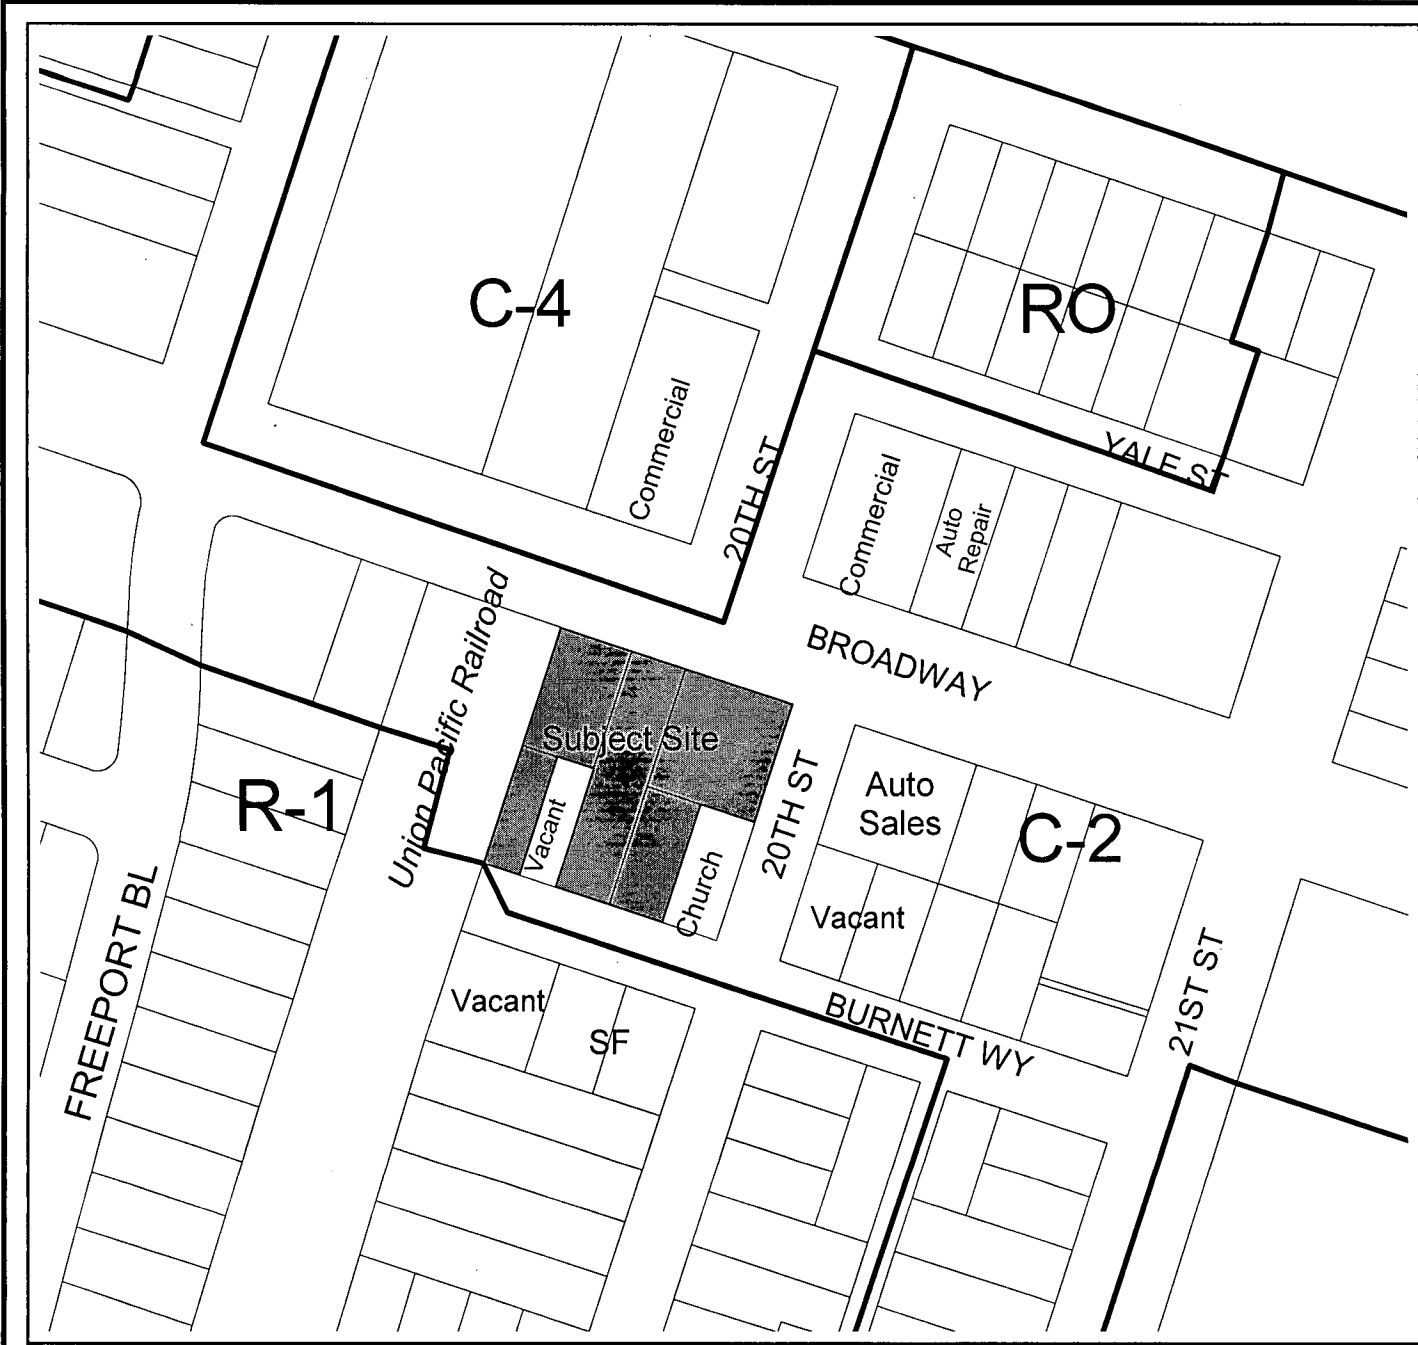 C-4
RO
Commercial
20TH ST
YALE ST
Commercial
Auto
Repair
BROADWAY
Union Pacific Railroad
Subject Site
Vacant
Church
20TH ST
Auto
Sales
C-2
Vacant
R-1
FREEPORT BL
Vacant
SF
BURNETT WY
21ST ST